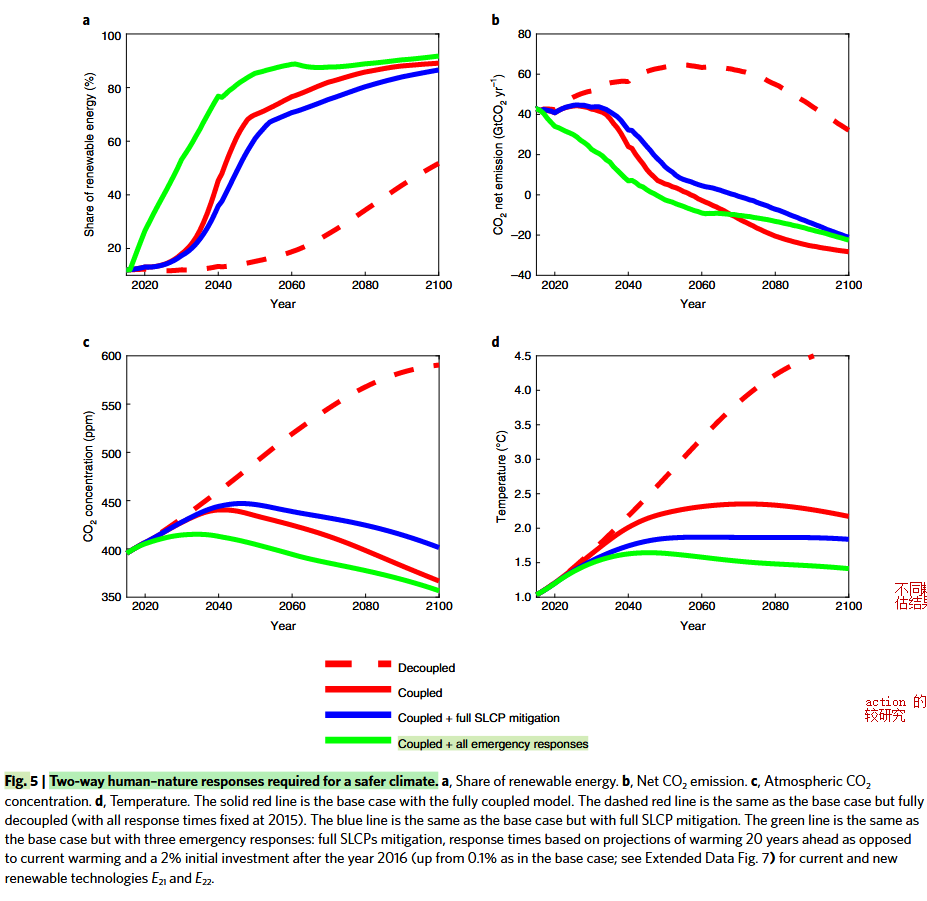 a
Share of renewable energy (%)
100
80
60
40
20
2020 2040 2060 2080 2100
Year
b
CO₂ net emission (GtCO₂ yr⁻¹)
80
60
40
20
0
−20
−40
2020 2040 2060 2080 2100
Year
c
CO₂ concentration (ppm)
600
550
500
450
400
350
2020 2040 2060 2080 2100
Year
d
Temperature (°C)
4.5
4.0
3.5
3.0
2.5
2.0
1.5
1.0
2020 2040 2060 2080 2100
Year
不同
估结
action 的
较研究
Decoupled
Coupled
Coupled + full SLCP mitigation
Coupled + all emergency responses
Fig. 5 | Two-way human–nature responses required for a safer climate. a, Share of renewable energy. b, Net CO₂ emission. c, Atmospheric CO₂
concentration. d, Temperature. The solid red line is the base case with the fully coupled model. The dashed red line is the same as the base case but fully
decoupled (with all response times fixed at 2015). The blue line is the same as the base case but with full SLCP mitigation. The green line is the same as
the base case but with three emergency responses: full SLCPs mitigation, response times based on projections of warming 20 years ahead as opposed
to current warming and a 2% initial investment after the year 2016 (up from 0.1% as in the base case; see Extended Data Fig. 7) for current and new
renewable technologies E₂₁ and E₂₂.